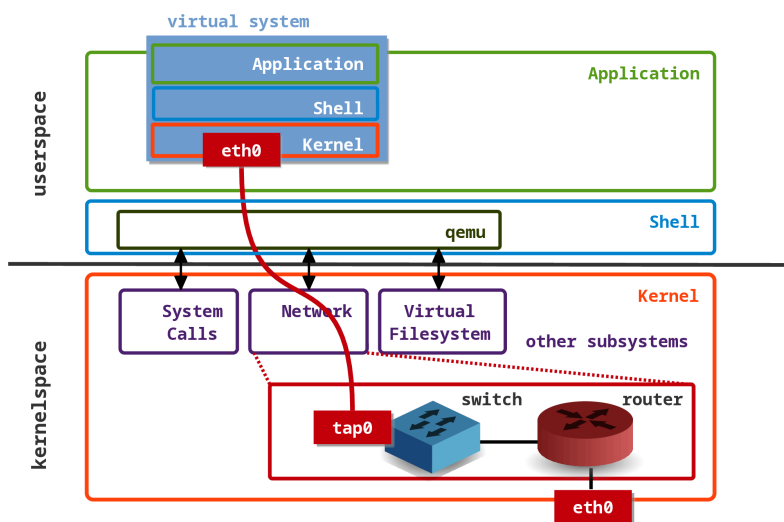 virtual system
Application
Application
Shell
Kernel
eth0
userspace
Shell
qemu
Kernel
System
Calls
Network
Virtual
Filesystem
other subsystems
kernelspace
switch
router
tap0
eth0